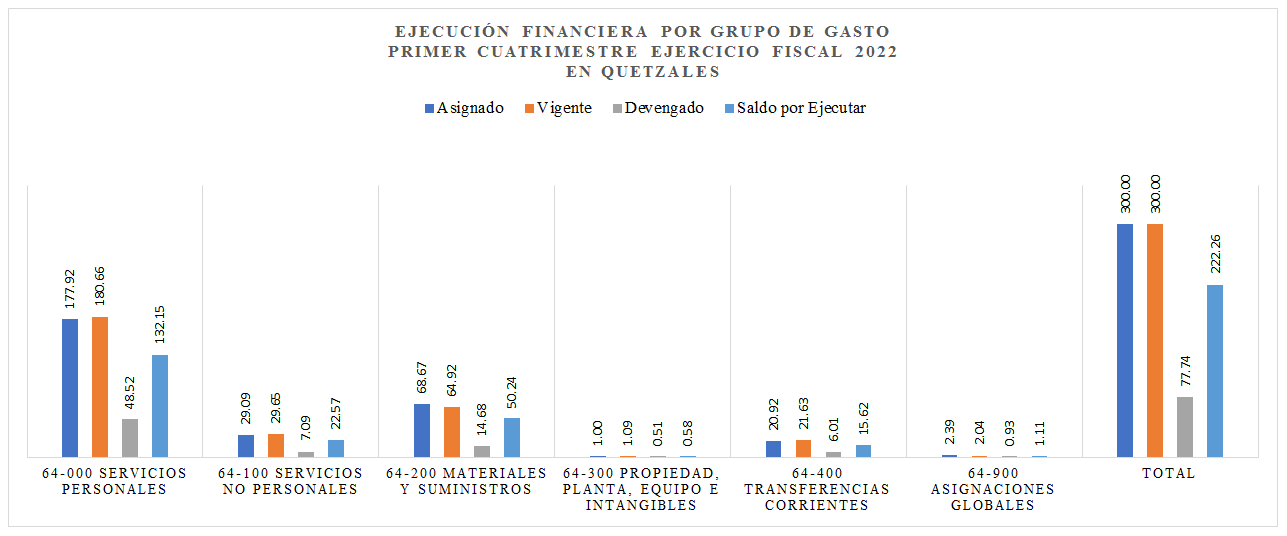 EJECUCIÓN FINANCIERA POR GRUPO DE GASTO
PRIMER CUATRIMESTRE EJERCICIO FISCAL 2022
EN QUETZALES
Asignado Vigente Devengado Saldo por Ejecutar
177.92 180.66 48.52 132.15
29.09 29.65 7.09 22.57
68.67 64.92 14.68 50.24
1.00 1.09 0.51 0.58
20.92 21.63 6.01 15.62
2.39 2.04 0.93 1.11
300.00 300.00 77.74 222.26
64-000 SERVICIOS
PERSONALES
64-100 SERVICIOS
NO PERSONALES
64-200 MATERIALES
Y SUMINISTROS
64-300 PROPIEDAD,
PLANTA, EQUIPO E
INTANGIBLES
64-400
TRANSFERENCIAS
CORRIENTES
64-900
ASIGNACIONES
GLOBALES
TOTAL